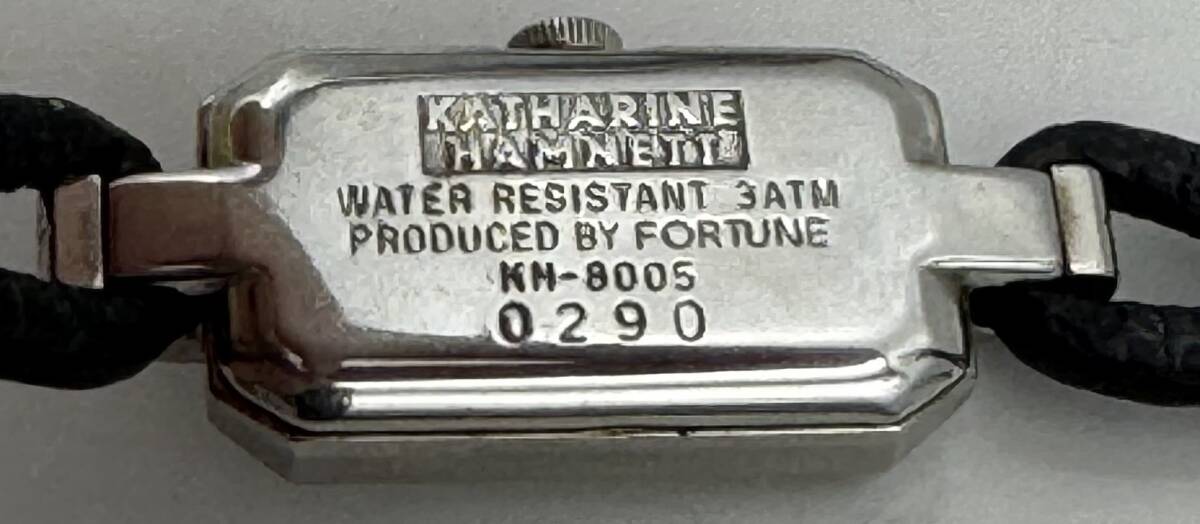 KATHARINE
HAMNETT
WATER RESISTANT 3ATM
PRODUCED BY FORTUNE
KH-8005
0290